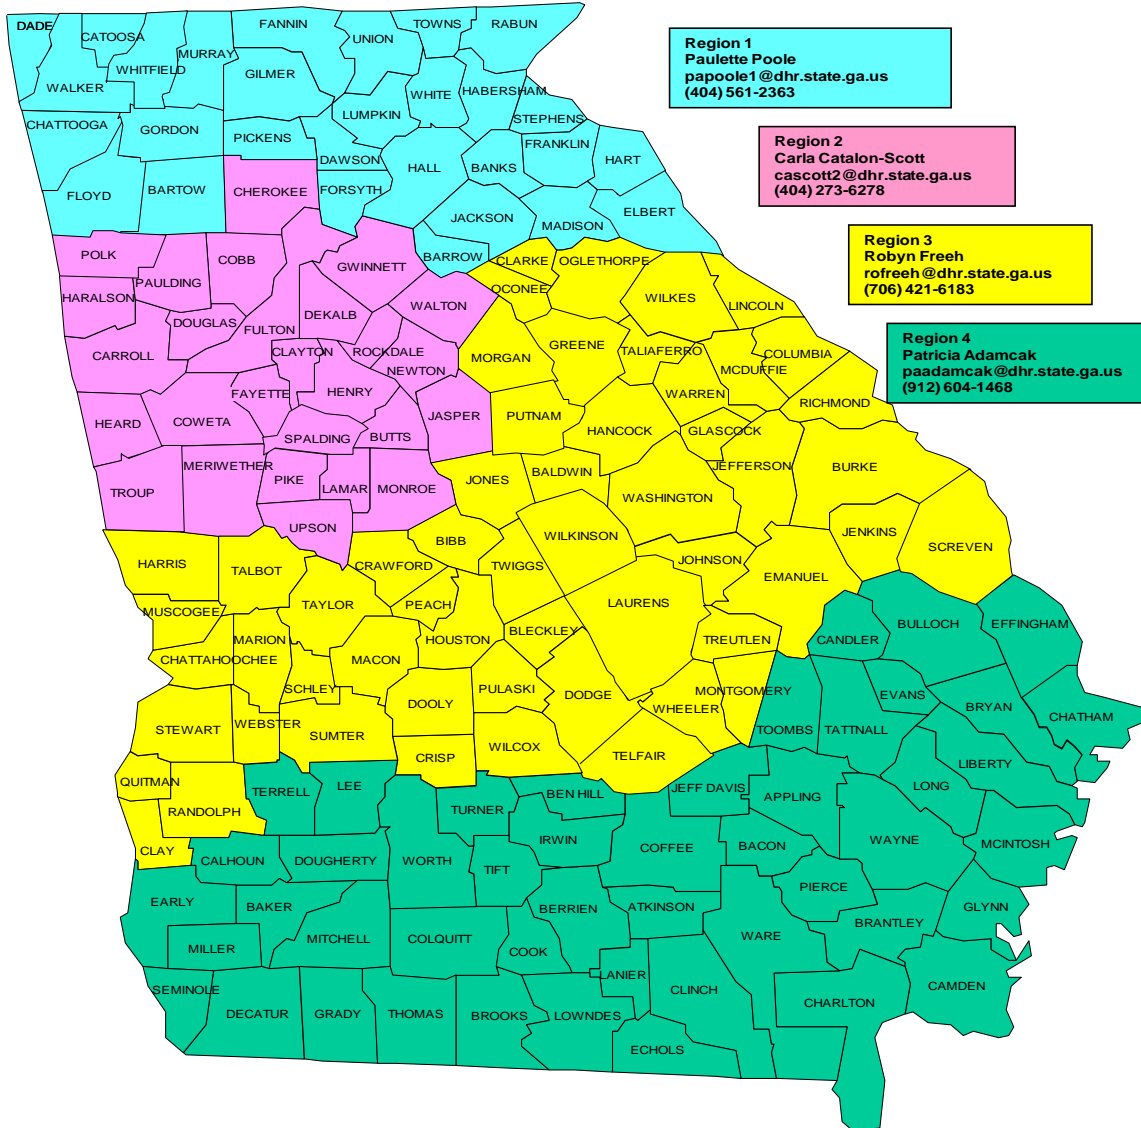 DADE
CATOOSA
FANNIN
UNION
TOWNS
RABUN
MURRAY
WHITFIELD
GILMER
WALKER
WHITE
HABERSHAM
LUMPKIN
STEPHENS
CHATTOOGA
GORDON
PICKENS
DAWSON
HALL
BANKS
FRANKLIN
HART
FLOYD
BARTOW
CHEROKEE
FORSYTH
JACKSON
MADISON
ELBERT
POLK
COBB
GWINNETT
BARROW
CLARKE
OGLETHORPE
PAULDING
HARALSON
OCONEE
WILKES
LINCOLN
DOUGLAS
FULTON
DEKALB
WALTON
CARROLL
CLAYTON
ROCKDALE
NEWTON
MORGAN
GREENE
TALIAFERRO
COLUMBIA
MCDUFFIE
FAYETTE
HENRY
WARREN
RICHMOND
HEARD
COWETA
SPALDING
BUTTS
JASPER
PUTNAM
HANCOCK
GLASCOCK
MERIWETHER
PIKE
LAMAR
MONROE
JONES
BALDWIN
JEFFERSON
BURKE
TROUP
WASHINGTON
UPSON
BIBB
WILKINSON
JENKINS
SCREVEN
HARRIS
TALBOT
CRAWFORD
TWIGGS
JOHNSON
EMANUEL
MUSCOGEE
TAYLOR
PEACH
LAURENS
MARION
HOUSTON
BLECKLEY
TREUTLEN
CANDLER
BULLOCH
EFFINGHAM
CHATTAHOOCHEE
MACON
SCHLEY
DOOLY
PULASKI
DODGE
MONTGOMERY
EVANS
BRYAN
CHATHAM
STEWART
WEBSTER
SUMTER
WHEELER
TOOMBS
TATTNALL
CRISP
WILCOX
TELFAIR
LIBERTY
QUITMAN
TERRELL
LEE
BEN HILL
JEFF DAVIS
APPLING
LONG
RANDOLPH
TURNER
CLAY
CALHOUN
DOUGHERTY
WORTH
IRWIN
COFFEE
BACON
WAYNE
MCINTOSH
TIFT
PIERCE
EARLY
BAKER
BERRIEN
ATKINSON
BRANTLEY
GLYNN
MILLER
MITCHELL
COLQUITT
COOK
WARE
SEMINOLE
LANIER
CLINCH
CHARLTON
CAMDEN
DECATUR
GRADY
THOMAS
BROOKS
LOWNDES
ECHOLS
Region 1
Paulette Poole
papoole1@dhr.state.ga.us
(404) 561-2363
Region 2
Carla Catalon-Scott
cascott2@dhr.state.ga.us
(404) 273-6278
Region 3
Robyn Freeh
rofreeh@dhr.state.ga.us
(706) 421-6183
Region 4
Patricia Adamcak
paadamcak@dhr.state.ga.us
(912) 604-1468